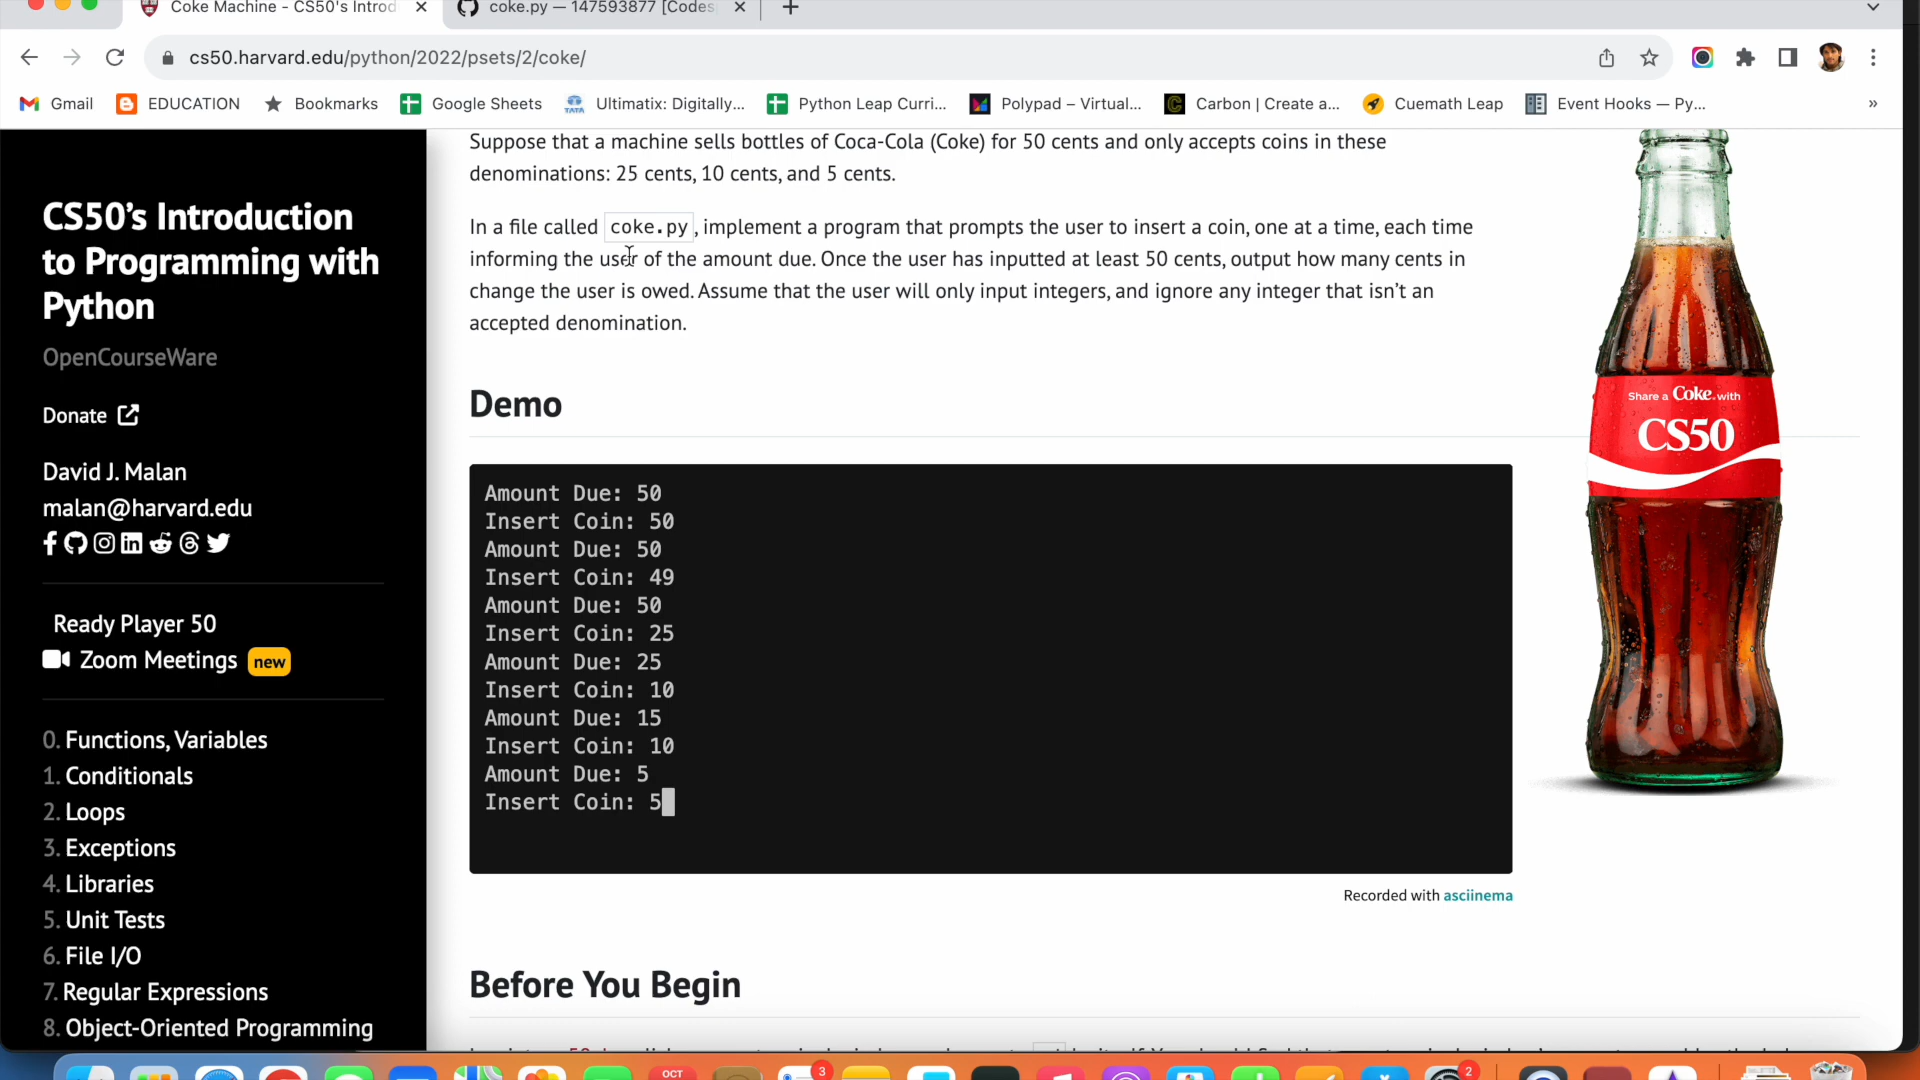 Coke Machine - CS50's Introd
coke.py — 147593877 [Codes
cs50.harvard.edu/python/2022/psets/2/coke/
Gmail EDUCATION Bookmarks Google Sheets Ultimatix: Digitally... Python Leap Curri... Polypad – Virtual... Carbon | Create a... Cuemath Leap Event Hooks — Py... »
CS50's Introduction
to Programming with
Python
OpenCourseWare
Donate
David J. Malan
malan@harvard.edu
Ready Player 50
Zoom Meetings new
0. Functions, Variables
1. Conditionals
2. Loops
3. Exceptions
4. Libraries
5. Unit Tests
6. File I/O
7. Regular Expressions
8. Object-Oriented Programming
Suppose that a machine sells bottles of Coca-Cola (Coke) for 50 cents and only accepts coins in these
denominations: 25 cents, 10 cents, and 5 cents.
In a file called coke.py, implement a program that prompts the user to insert a coin, one at a time, each time
informing the user of the amount due. Once the user has inputted at least 50 cents, output how many cents in
change the user is owed. Assume that the user will only input integers, and ignore any integer that isn't an
accepted denomination.
Demo
Amount Due: 50
Insert Coin: 50
Amount Due: 50
Insert Coin: 49
Amount Due: 50
Insert Coin: 25
Amount Due: 25
Insert Coin: 10
Amount Due: 15
Insert Coin: 10
Amount Due: 5
Insert Coin: 5
Recorded with asciinema
Before You Begin
Share a Coke with
CS50
OCT
3
2